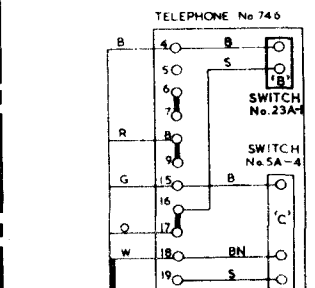 TELEPHONE No 746
B 4 B
S
5
6
'B'
7
SWITCH
No.23A-1
R 8
SWITCH
No.5A-4
9
G 15 B
16
'C'
O 17
W 18 BN
19 S